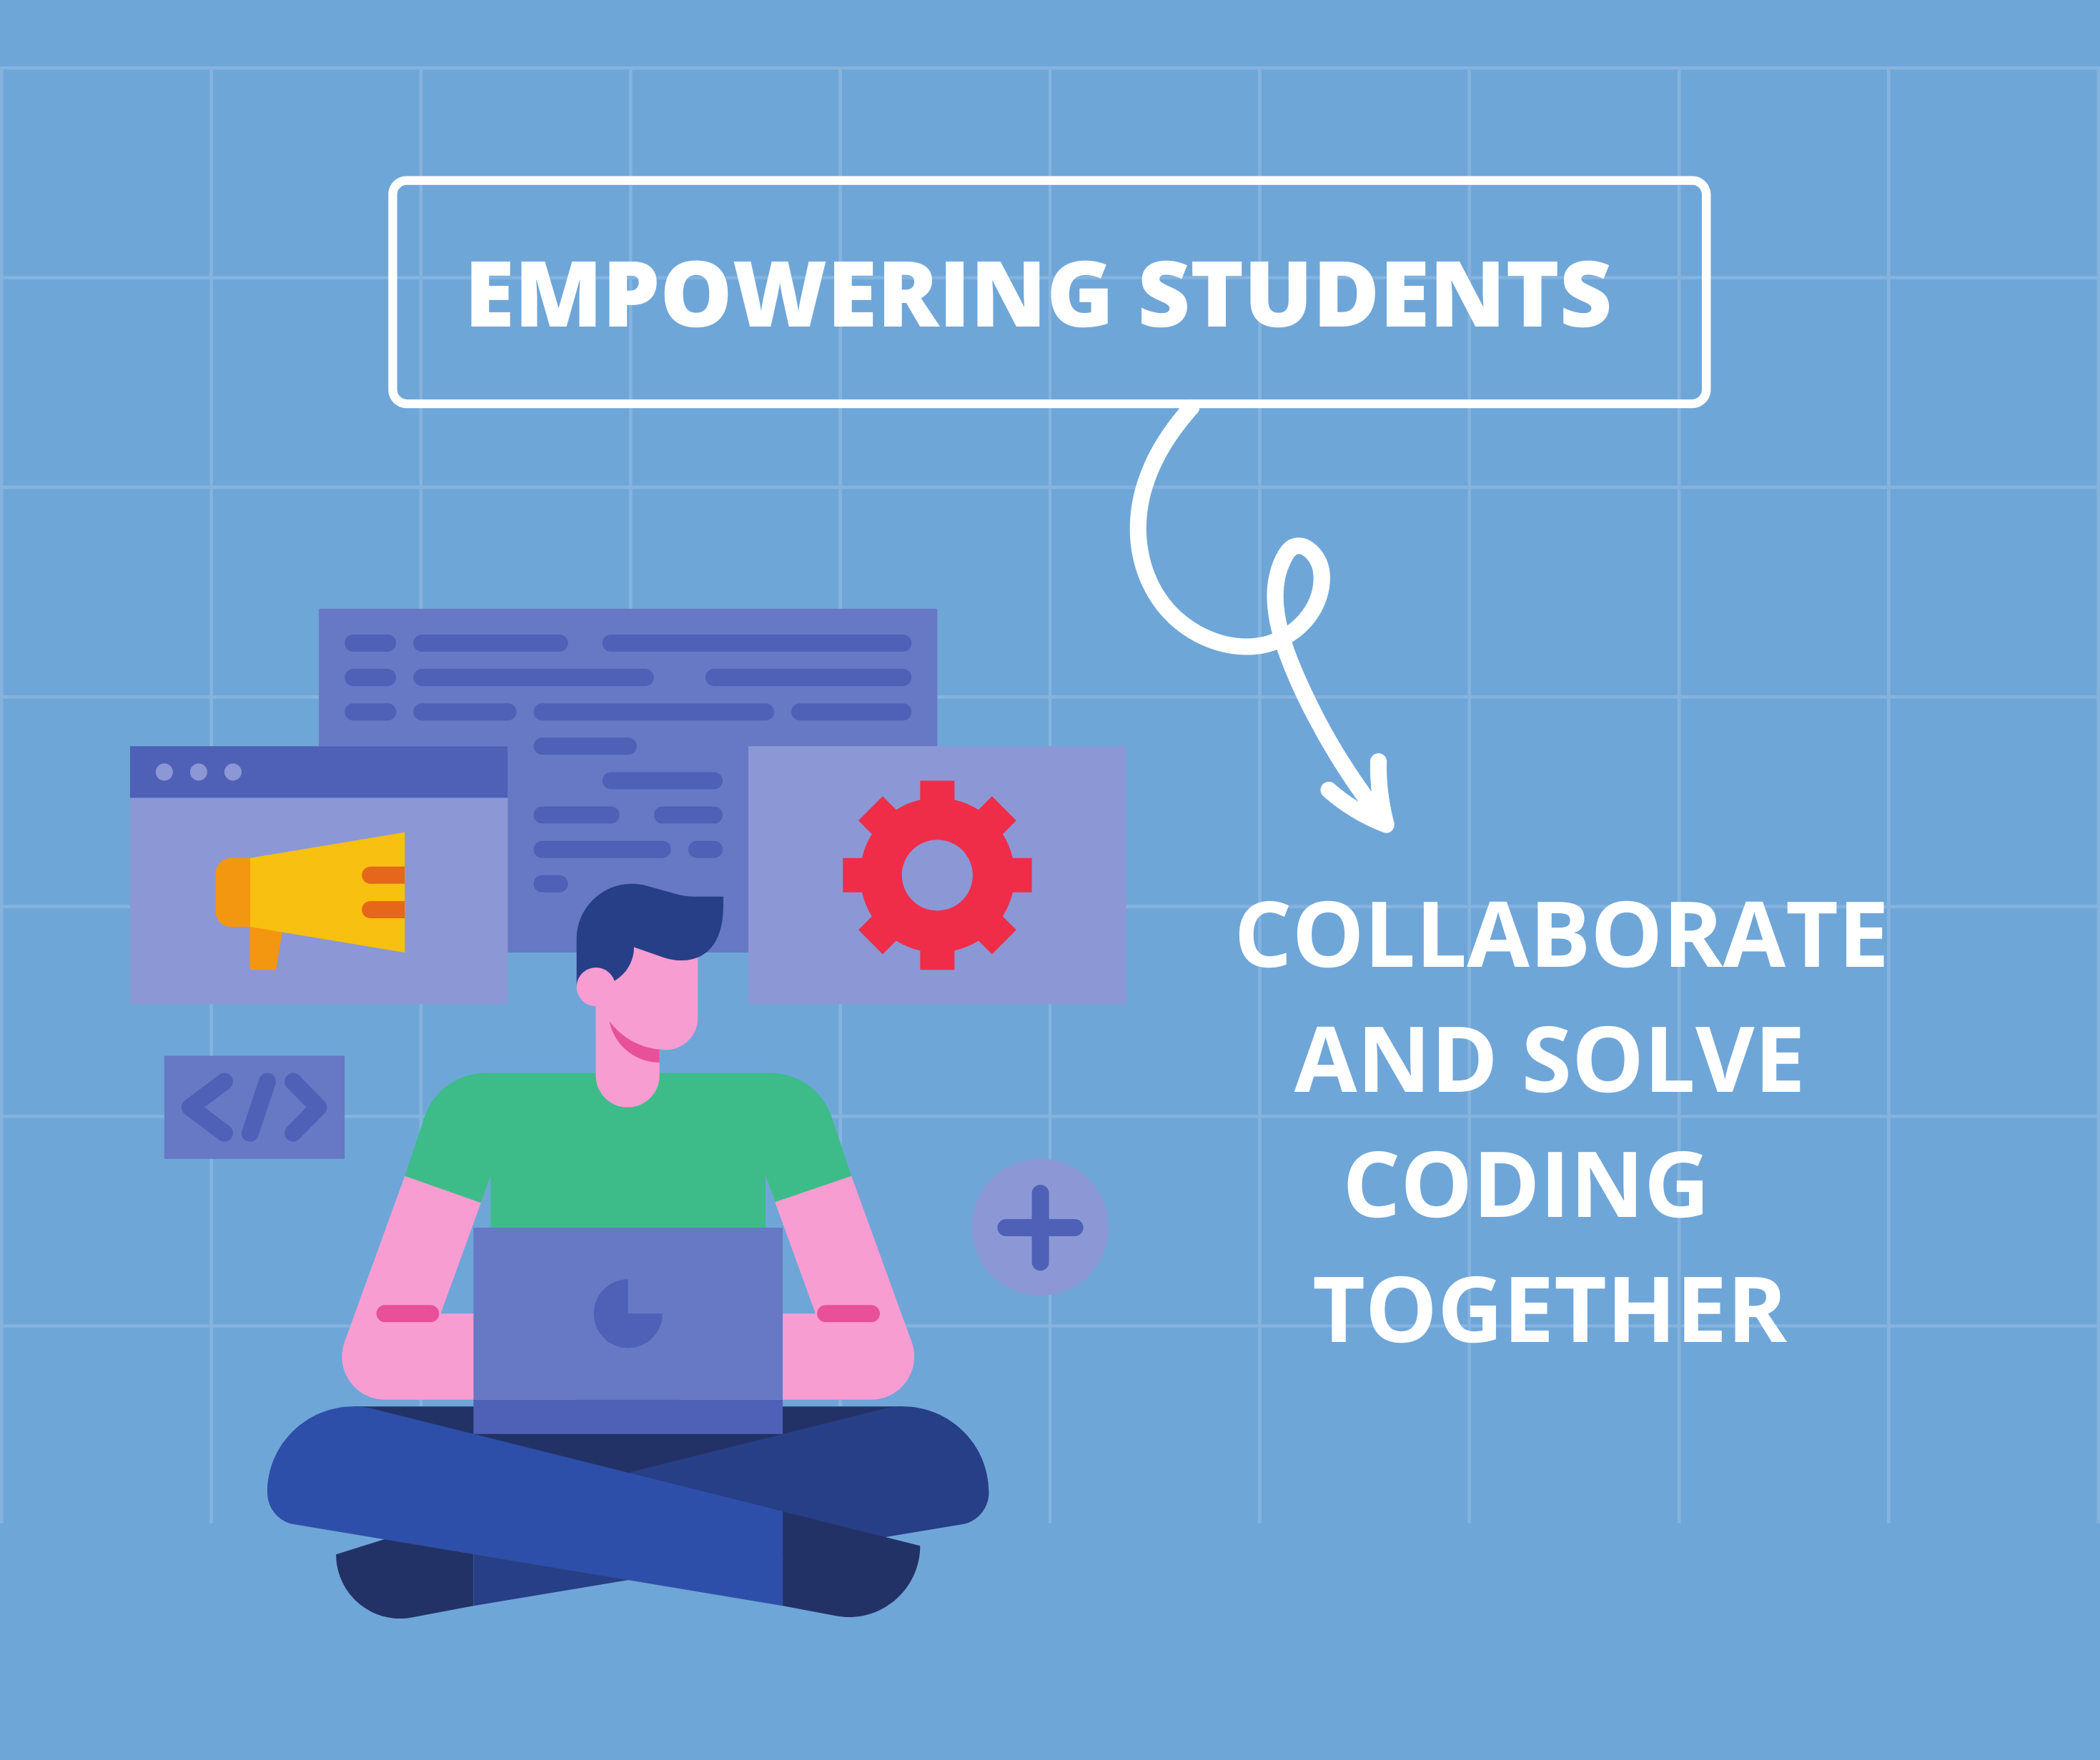 EMPOWERING STUDENTS
</>
COLLABORATE
AND SOLVE
CODING
TOGETHER